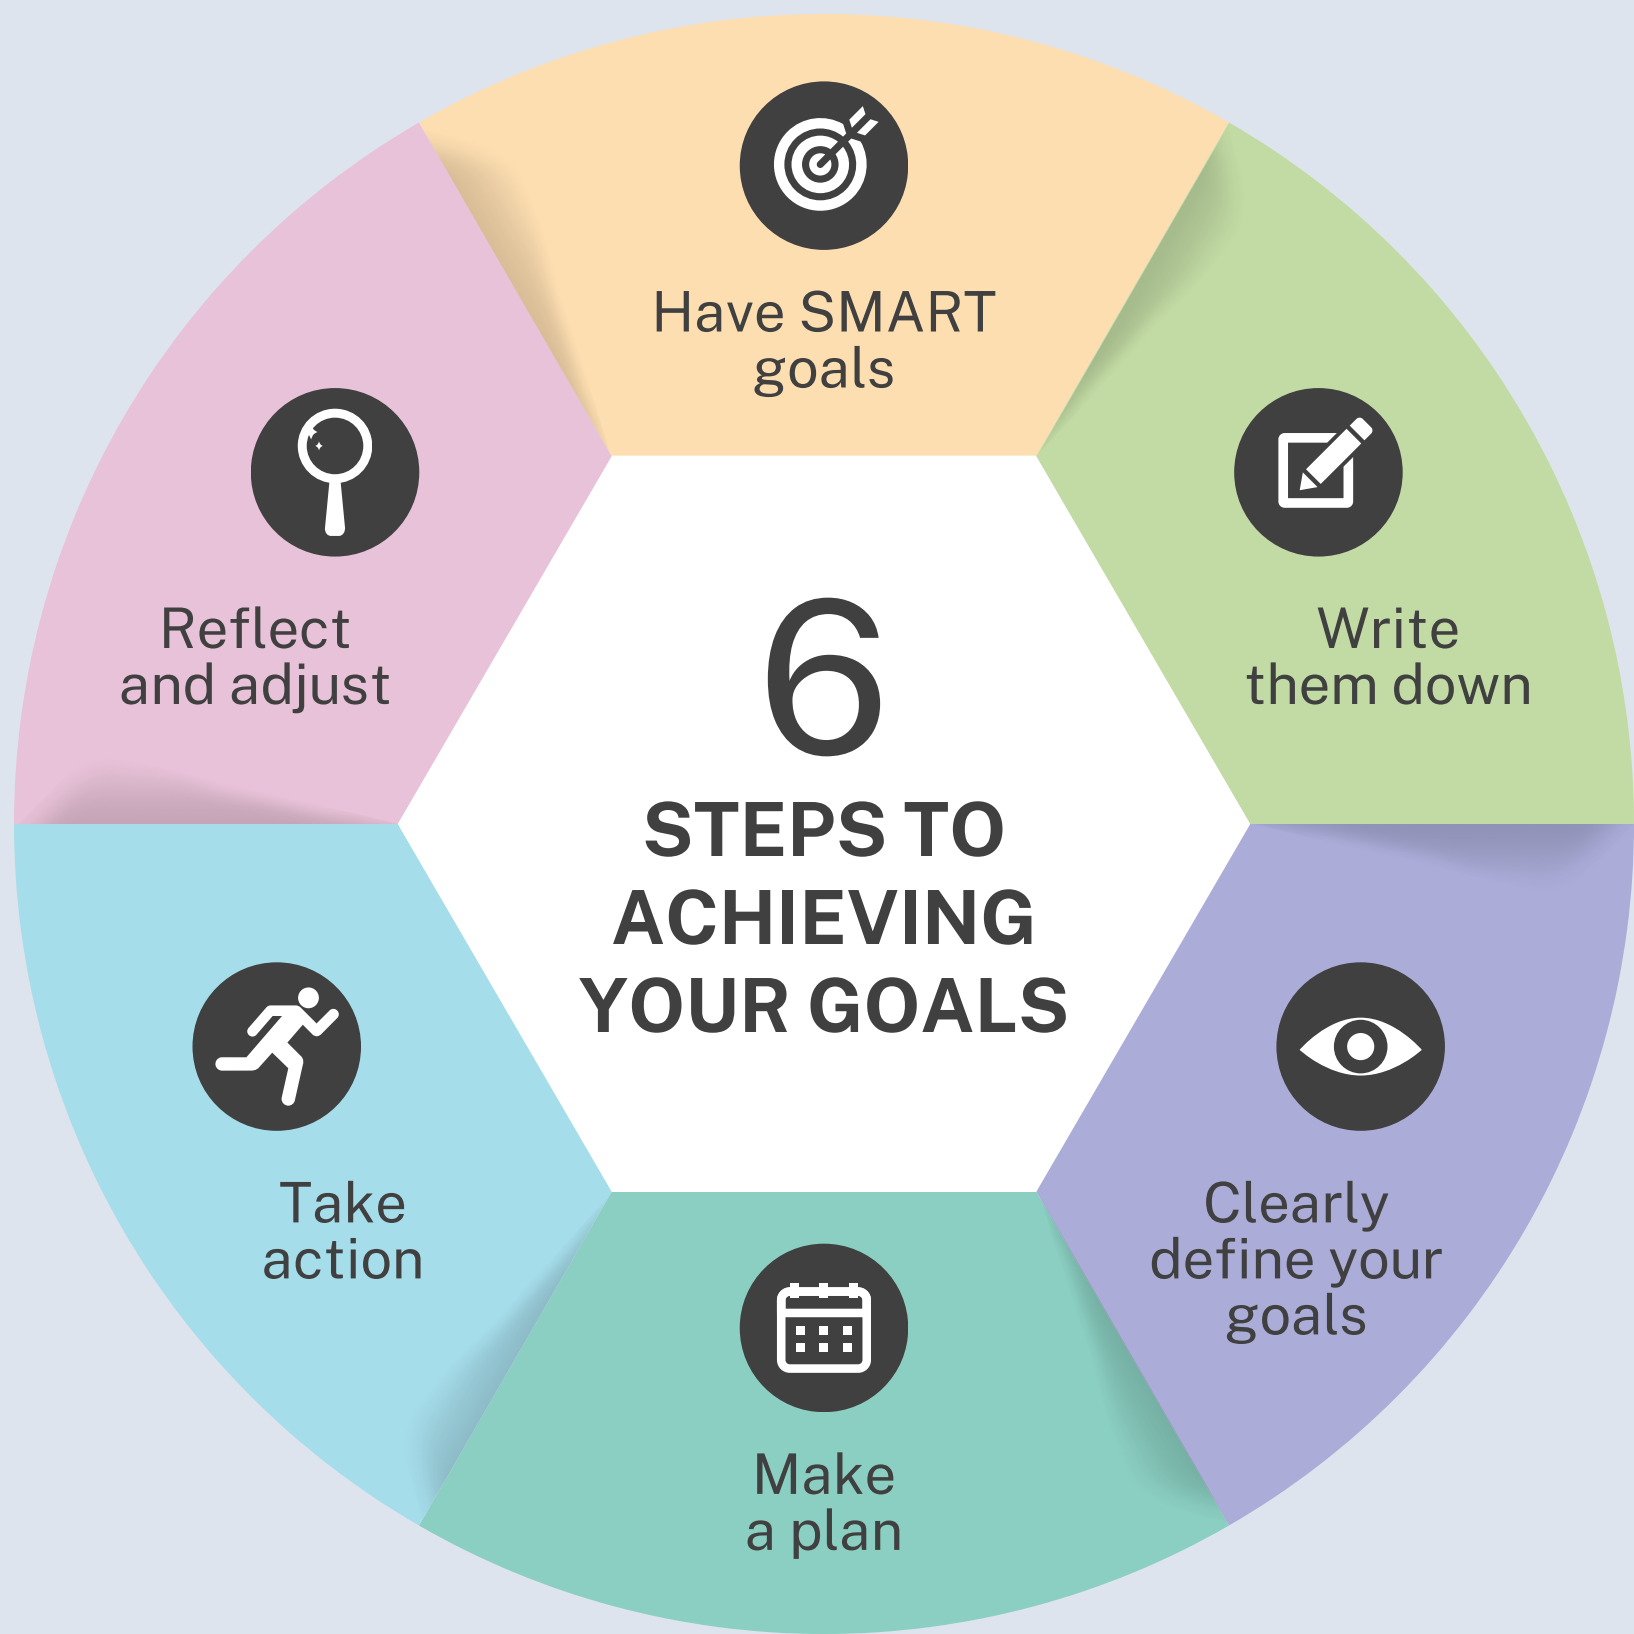 6
STEPS TO
ACHIEVING
YOUR GOALS
Have SMART
goals
Write
them down
Clearly
define your
goals
Make
a plan
Take
action
Reflect
and adjust